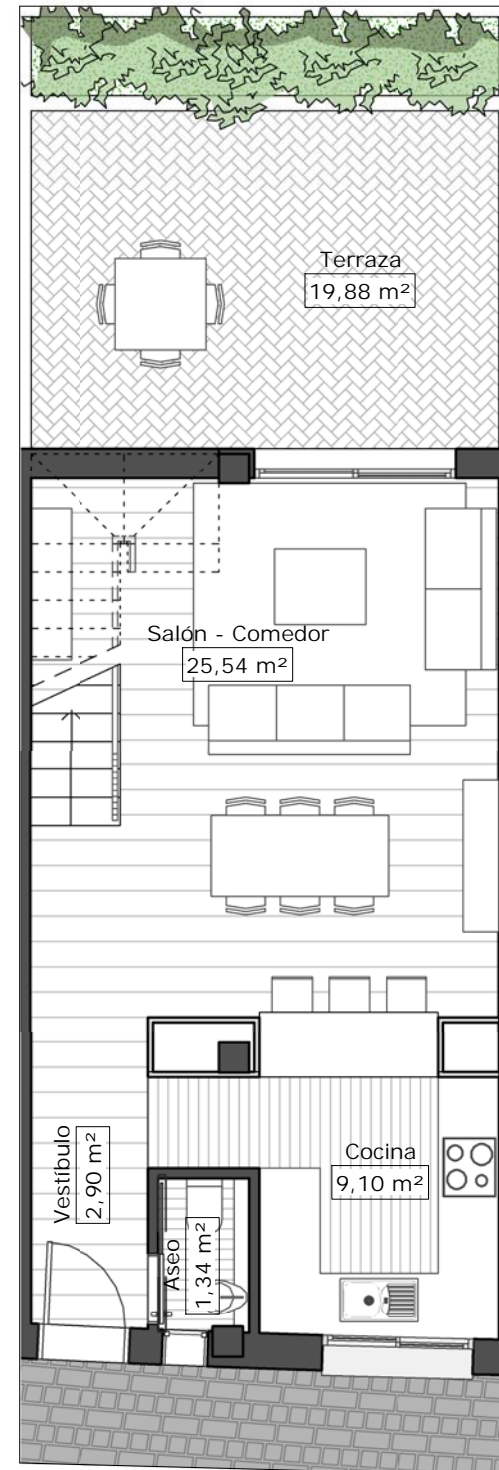 Terraza
19,88 m²
Salón - Comedor
25,54 m²
Vestíbulo
2,90 m²
Cocina
9,10 m²
Aseo
1,34 m²